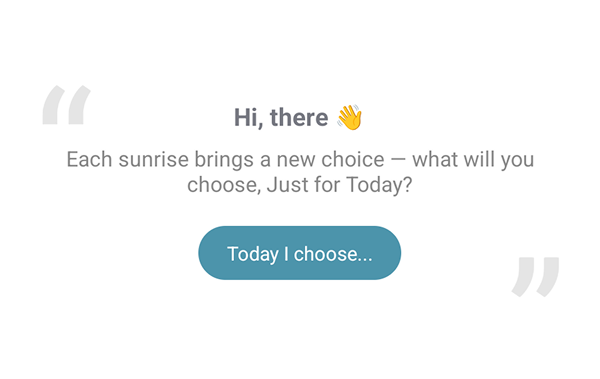 “
Hi, there 👋
Each sunrise brings a new choice — what will you
choose, Just for Today?
Today I choose...
”